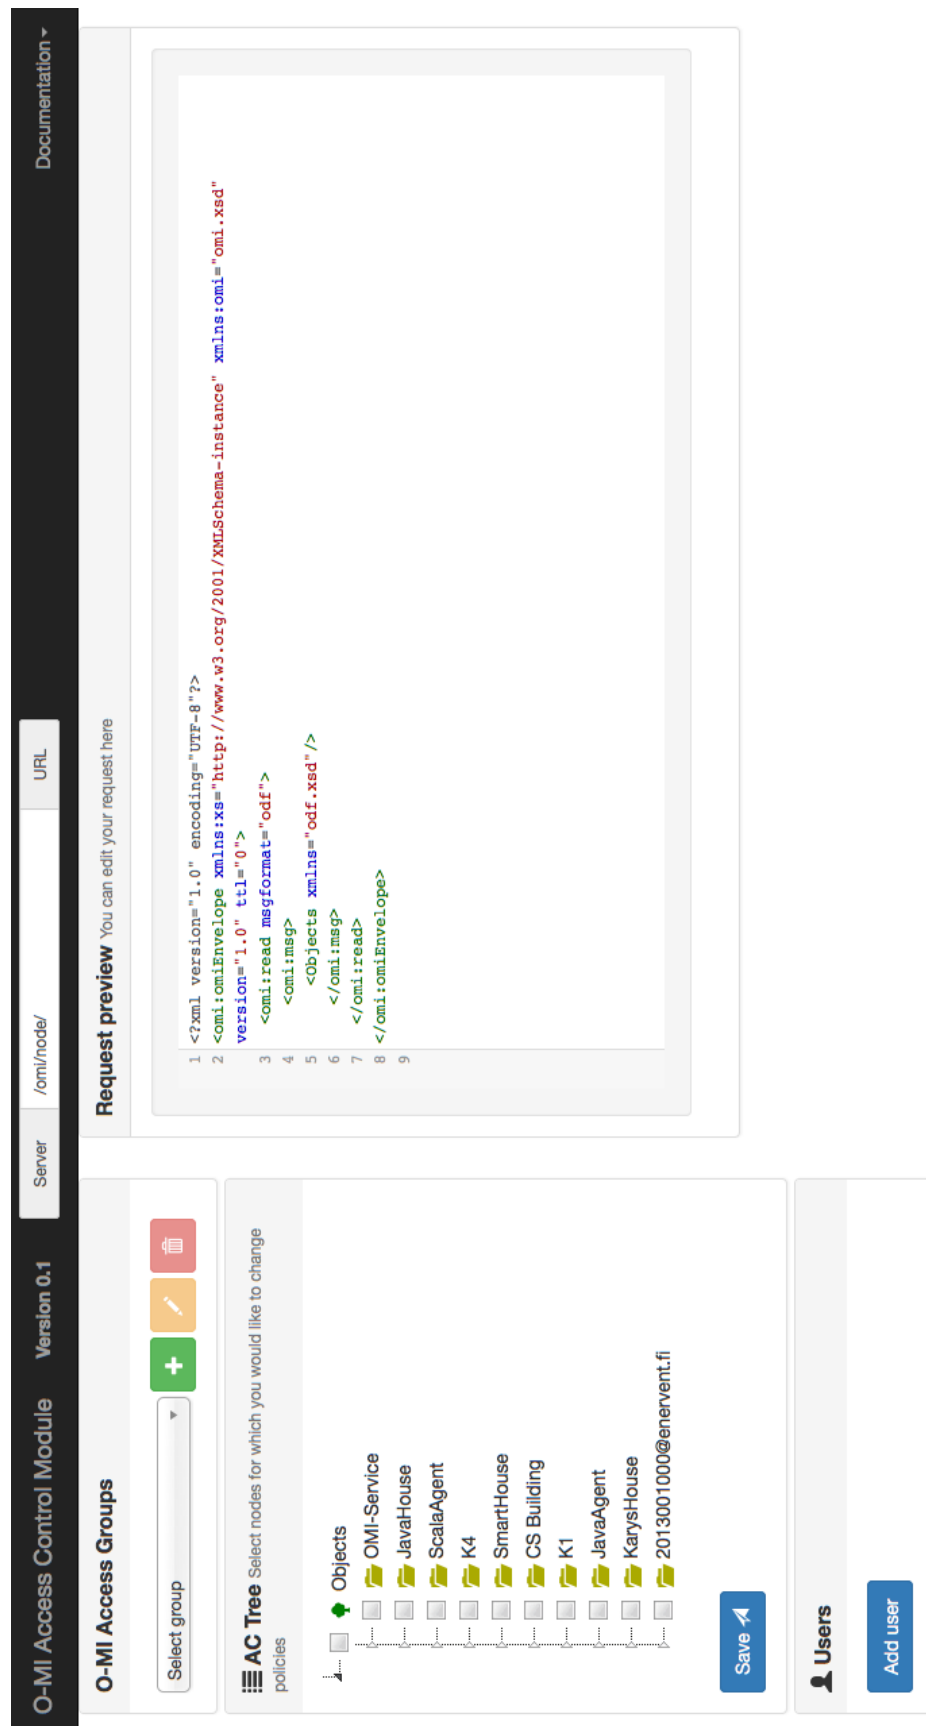 O-MI Access Control Module Version 0.1 Server /omi/node/ URL Documentation
O-MI Access Groups
Select group
AC Tree Select nodes for which you would like to change
policies
Objects
OMI-Service
JavaHouse
ScalaAgent
K4
SmartHouse
CS Building
K1
JavaAgent
KarysHouse
2013001000@enervent.fi
Save
Users
Add user
Request preview You can edit your request here
1 <?xml version="1.0" encoding="UTF-8"?>
2 <omi:omiEnvelope xmlns:xs="http://www.w3.org/2001/XMLSchema-instance" xmlns:omi="omi.xsd"
version="1.0" ttl="0">
3 <omi:read msgformat="odf">
4 <omi:msg>
5 <Objects xmlns="odf.xsd"/>
6 </omi:msg>
7 </omi:read>
8 </omi:omiEnvelope>
9